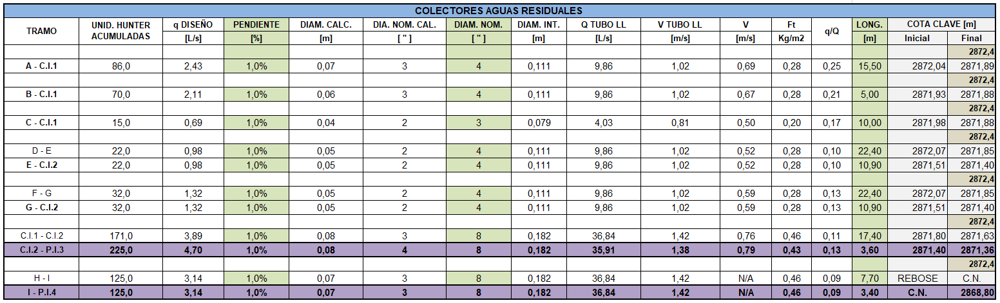 COLECTORES AGUAS RESIDUALES
TRAMO UNID. HUNTER ACUMULADAS q DISEÑO PENDIENTE DIAM. CALC. DIA. NOM. CAL. DIAM. NOM. DIAM. INT. Q TUBO LL V TUBO LL V Ft q/Q LONG. COTA CLAVE [m]
[L/s] [%] [m] [ " ] [ " ] [m] [L/s] [m/s] [m/s] Kg/m2 [m] Inicial Final
2872,4
A - C.I.1 86,0 2,43 1,0% 0,07 3 4 0,111 9,86 1,02 0,69 0,28 0,25 15,50 2872,04 2871,89
2872,4
B - C.I.1 70,0 2,11 1,0% 0,06 3 4 0,111 9,86 1,02 0,67 0,28 0,21 5,00 2871,93 2871,88
2872,4
C - C.I.1 15,0 0,69 1,0% 0,04 2 3 0,079 4,03 0,81 0,50 0,20 0,17 10,00 2871,98 2871,88
2872,4
D - E 22,0 0,98 1,0% 0,05 2 4 0,111 9,86 1,02 0,52 0,28 0,10 22,40 2872,07 2871,85
E - C.I.2 22,0 0,98 1,0% 0,05 2 4 0,111 9,86 1,02 0,52 0,28 0,10 10,90 2871,51 2871,40
2872,4
F - G 32,0 1,32 1,0% 0,05 2 4 0,111 9,86 1,02 0,59 0,28 0,13 22,40 2872,07 2871,85
G - C.I.2 32,0 1,32 1,0% 0,05 2 4 0,111 9,86 1,02 0,59 0,28 0,13 10,90 2871,51 2871,40
2872,4
C.I.1 - C.I.2 171,0 3,89 1,0% 0,08 3 8 0,182 36,84 1,42 0,76 0,46 0,11 17,40 2871,80 2871,63
C.I.2 - P.I.3 225,0 4,70 1,0% 0,08 4 8 0,182 35,91 1,38 0,79 0,43 0,13 3,60 2871,40 2871,36
2872,4
H - I 125,0 3,14 1,0% 0,07 3 8 0,182 36,84 1,42 N/A 0,46 0,09 7,70 REBOSE C.N.
I - P.I.4 125,0 3,14 1,0% 0,07 3 8 0,182 36,84 1,42 N/A 0,46 0,09 3,40 C.N. 2868,80